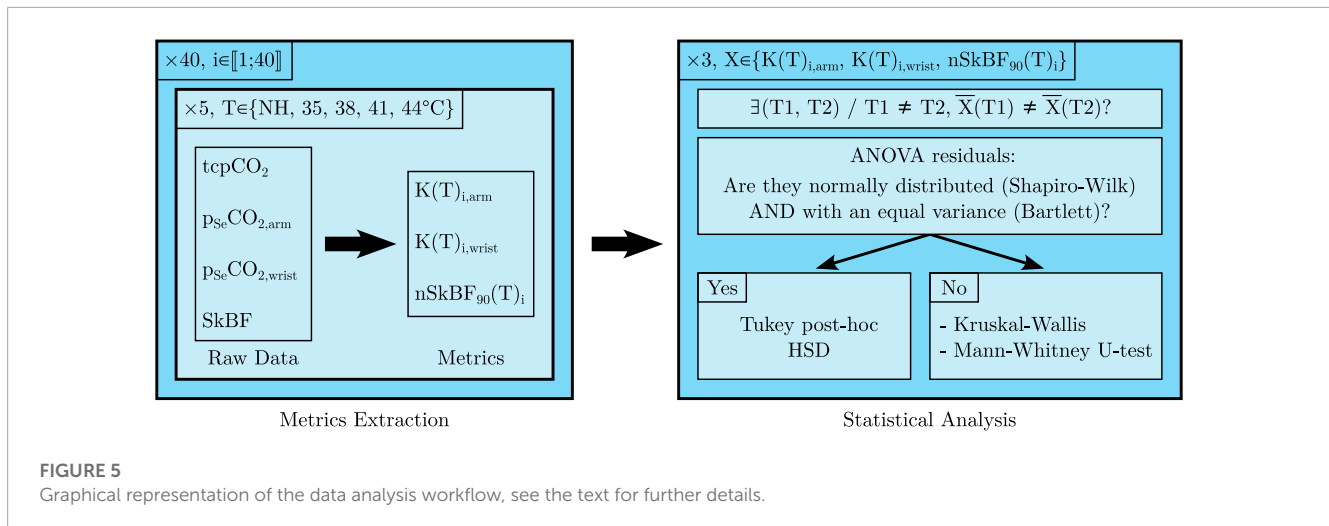 ×40, i∈⟦1;40⟧
×5, T∈{NH, 35, 38, 41, 44°C}
tcpCO₂
p_SeCO₂,arm
p_SeCO₂,wrist
SkBF
Raw Data
K(T)i,arm
K(T)i,wrist
nSkBF₉₀(T)i
Metrics
Metrics Extraction
×3, X∈{K(T)i,arm, K(T)i,wrist, nSkBF₉₀(T)i}
∃(T1, T2) / T1 ≠ T2, X̅(T1) ≠ X̅(T2)?
ANOVA residuals:
Are they normally distributed (Shapiro-Wilk)
AND with an equal variance (Bartlett)?
Yes
Tukey post-hoc
HSD
No
- Kruskal-Wallis
- Mann-Whitney U-test
Statistical Analysis
FIGURE 5
Graphical representation of the data analysis workflow, see the text for further details.